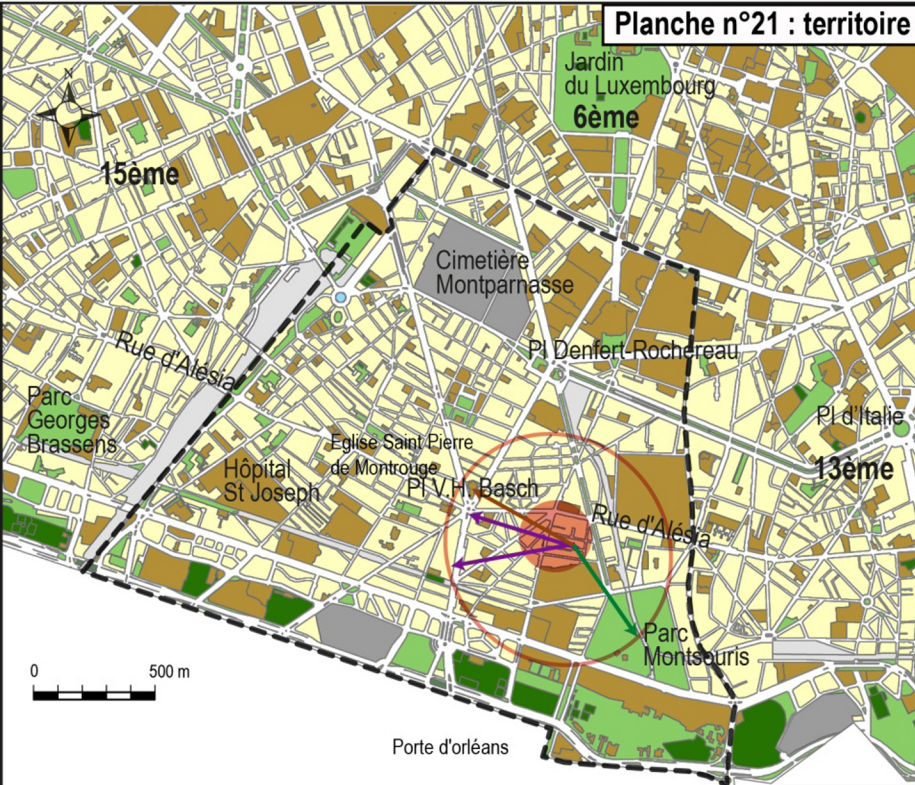 Planche n°21 : territoire
Jardin
du Luxembourg
6ème
N
15ème
Cimetière
Montparnasse
Rue d'Alésia
Pl Denfert-Rochereau
Parc
Georges
Brassens
Pl d'Italie
Eglise Saint Pierre
de Montrouge
Hôpital
St Joseph
13ème
Pl V.H. Basch
Rue d'Alésia
Parc
Montsouris
0 500 m
Porte d'orléans